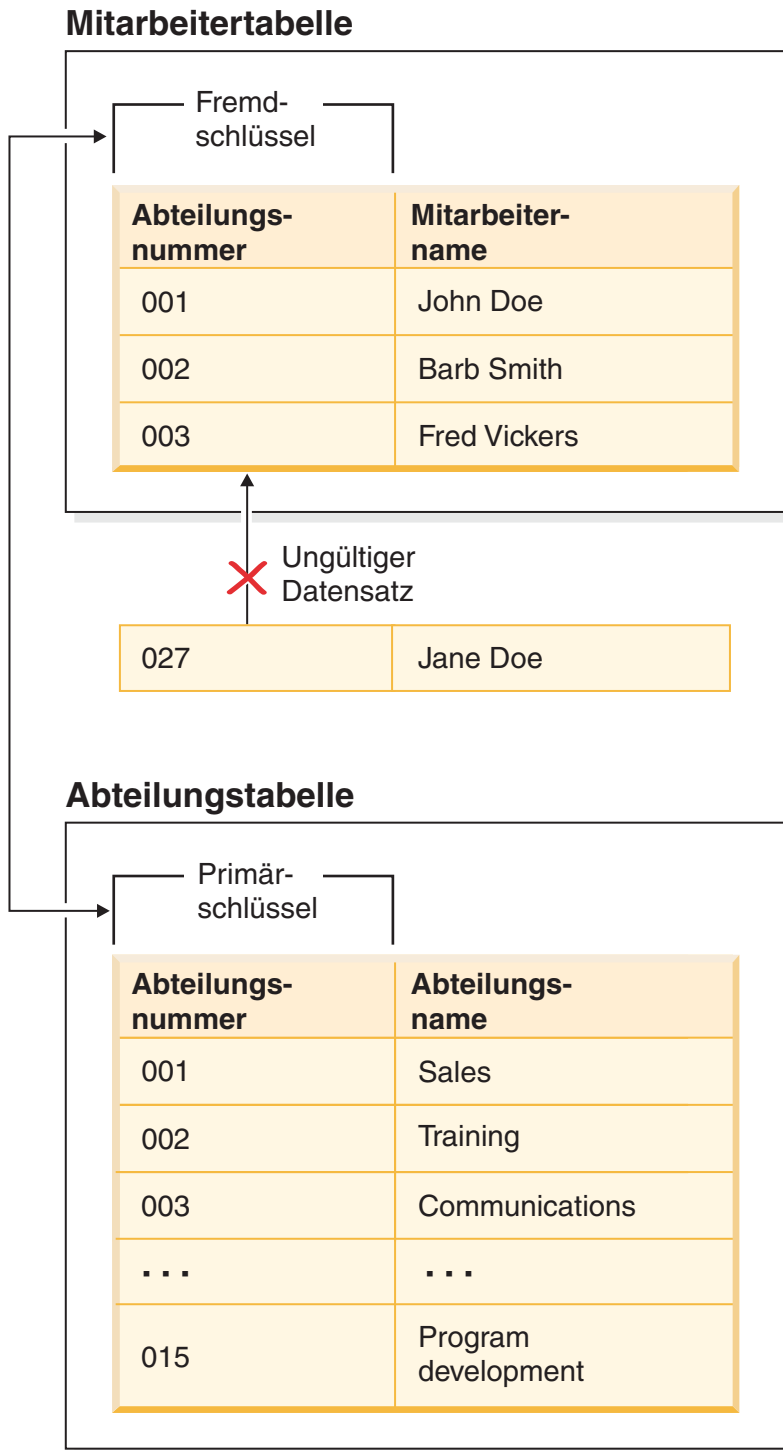 Mitarbeitertabelle
Fremd-
schlüssel
Abteilungs-
nummer
Mitarbeiter-
name
001
John Doe
002
Barb Smith
003
Fred Vickers
Ungültiger
Datensatz
027
Jane Doe
Abteilungstabelle
Primär-
schlüssel
Abteilungs-
nummer
Abteilungs-
name
001
Sales
002
Training
003
Communications
. . .
. . .
015
Program
development